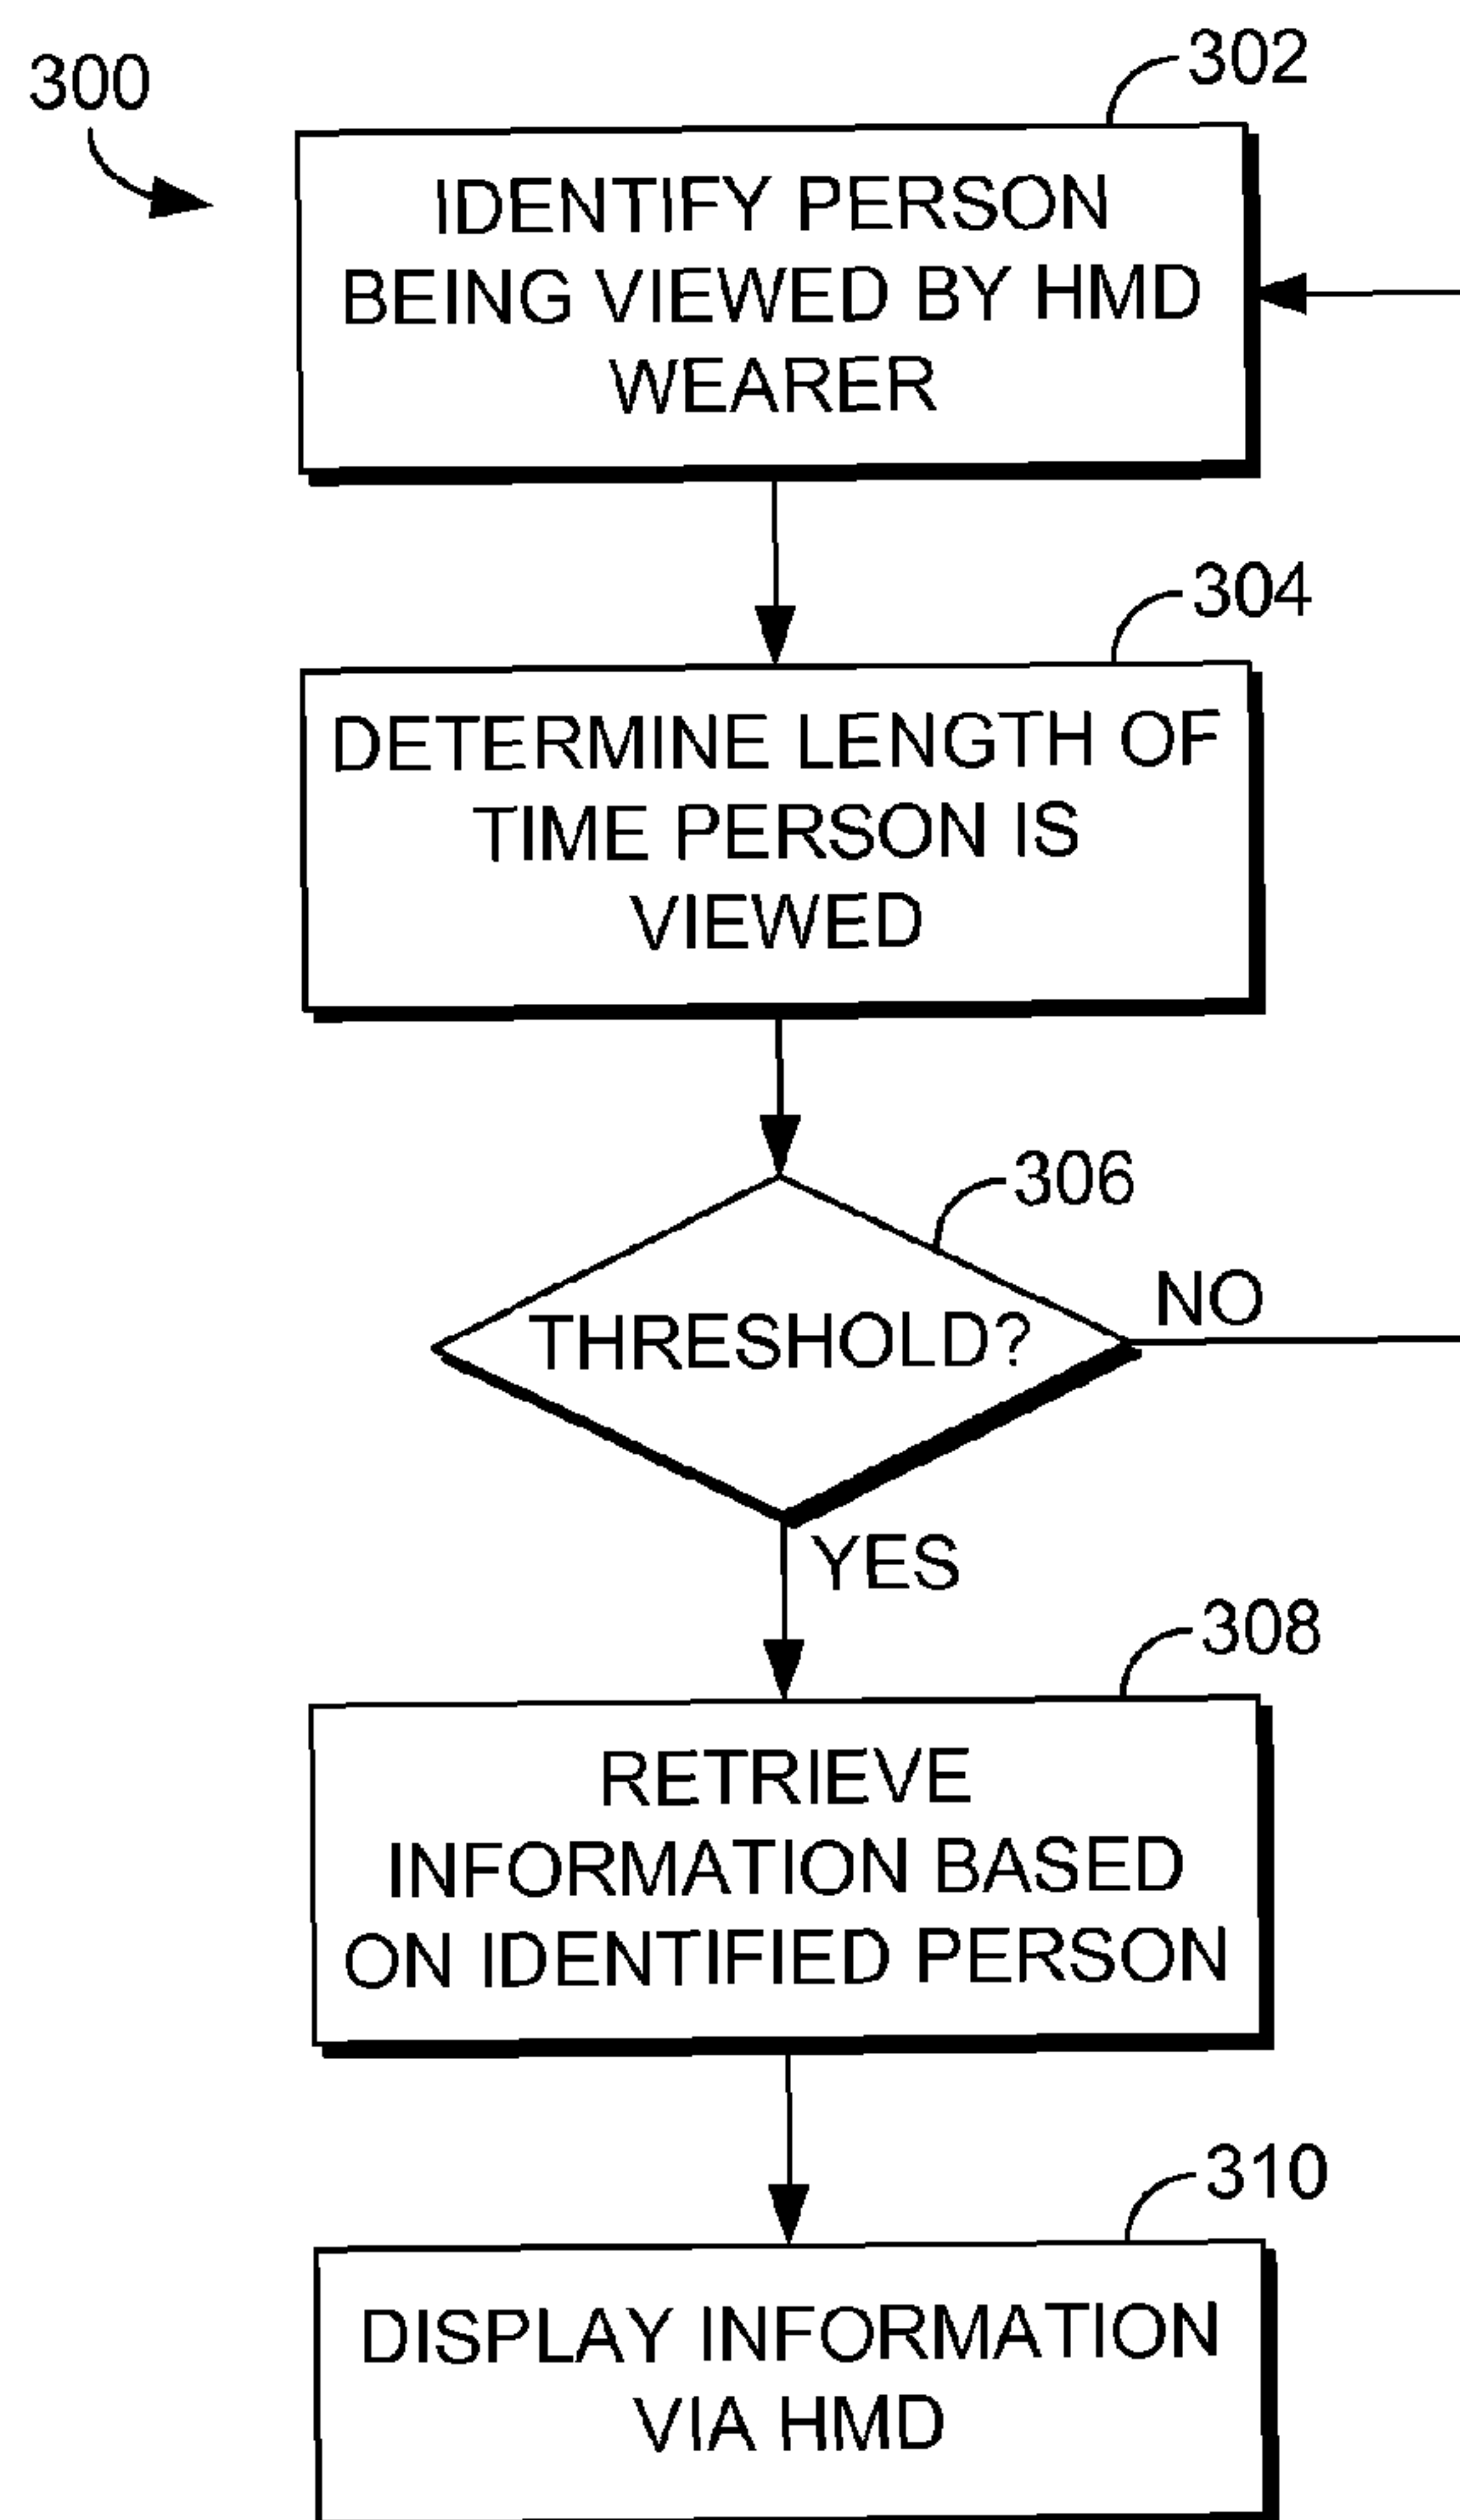 300
302
IDENTIFY PERSON
BEING VIEWED BY HMD
WEARER
304
DETERMINE LENGTH OF
TIME PERSON IS
VIEWED
306
THRESHOLD?
NO
YES
308
RETRIEVE
INFORMATION BASED
ON IDENTIFIED PERSON
310
DISPLAY INFORMATION
VIA HMD